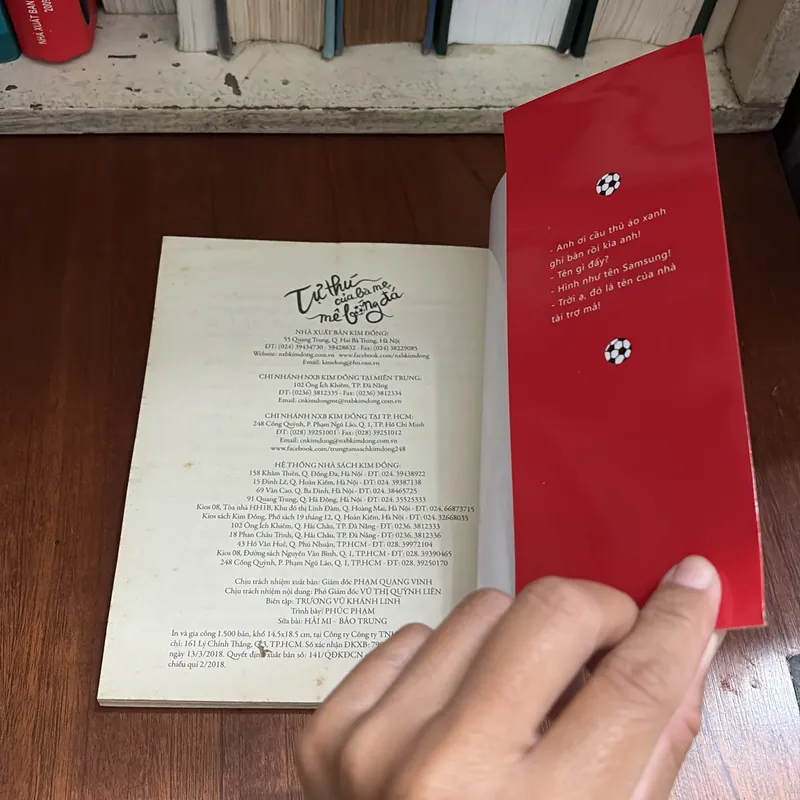 NHÀ XUẤT BẢN
2005
Tự thú
của bà mẹ
mê bóng đá
NHÀ XUẤT BẢN KIM ĐỒNG:
55 Quang Trung, Q. Hai Bà Trưng, Hà Nội
ĐT: (024) 39434730 - 39428632 - Fax: (024) 38229085
Website: nxbkimdong.com.vn www.facebook.com/nxbkimdong
Email: kimdong@hn.vnn.vn
CHI NHÁNH NXB KIM ĐỒNG TẠI MIỀN TRUNG:
102 Ông Ích Khiêm, TP. Đà Nẵng
ĐT: (0236) 3812335 - Fax: (0236) 3812334
Email: cnkimdongmt@nxbkimdong.com.vn
CHI NHÁNH NXB KIM ĐỒNG TẠI TP. HCM:
248 Cống Quỳnh, P. Phạm Ngũ Lão, Q. 1, TP. Hồ Chí Minh
ĐT: (028) 39251001 - Fax: (028) 39251012
Email: cnkimdong@nxbkimdong.com.vn
www.facebook.com/trungtamsachkimdong248
HỆ THỐNG NHÀ SÁCH KIM ĐỒNG:
158 Khâm Thiên, Q. Đống Đa, Hà Nội - ĐT: 024. 39438922
15 Đinh Lễ, Q. Hoàn Kiếm, Hà Nội - ĐT: 024. 39387138
69 Văn Cao, Q. Ba Đình, Hà Nội - ĐT: 024. 38465725
91 Quang Trung, Q. Hà Đông, Hà Nội - ĐT: 024. 35525333
Kios 08, Tòa nhà HH1B, Khu đô thị Linh Đàm, Q. Hoàng Mai, Hà Nội - ĐT: 024. 66873715
Kios sách Kim Đồng, Phố sách 19 tháng 12, Q. Hoàn Kiếm, Hà Nội - ĐT: 024. 32668035
102 Ông Ích Khiêm, Q. Hải Châu, TP. Đà Nẵng - ĐT: 0236. 3812333
18 Phan Châu Trinh, Q. Hải Châu, TP. Đà Nẵng - ĐT: 0236. 3812336
43 Hồ Văn Huê, Q. Phú Nhuận, TP.HCM - ĐT: 028. 39972104
Kios 08, Đường sách Nguyễn Văn Bình, Q. 1, TP.HCM - ĐT: 028. 39390465
248 Cống Quỳnh, P. Phạm Ngũ Lão, Q. 1, TP.HCM - ĐT: 028. 39250170
Chịu trách nhiệm xuất bản: Giám đốc PHẠM QUANG VINH
Chịu trách nhiệm nội dung: Phó Giám đốc VŨ THỊ QUỲNH LIÊN
Biên tập: TRƯƠNG VŨ KHÁNH LINH
Trình bày: PHÚC PHẠM
Sửa bài: HẢI MI - BẢO TRUNG
In và gia công 1.500 bản, khổ 14.5x18.5 cm, tại Công ty Công ty TNH
chỉ: 161 Lý Chính Thắng, Q.3, TP.HCM. Số xác nhận ĐKXB:
ngày 13/3/2018. Quyết định xuất bản số: 141/QĐKĐCN
chiểu quí 2/2018.
- Anh ơi cầu thủ áo xanh
ghi bàn rồi kìa anh!
- Tên gì đấy?
- Hình như tên Samsung!
- Trời ạ, đó là tên của nhà
tài trợ mà!